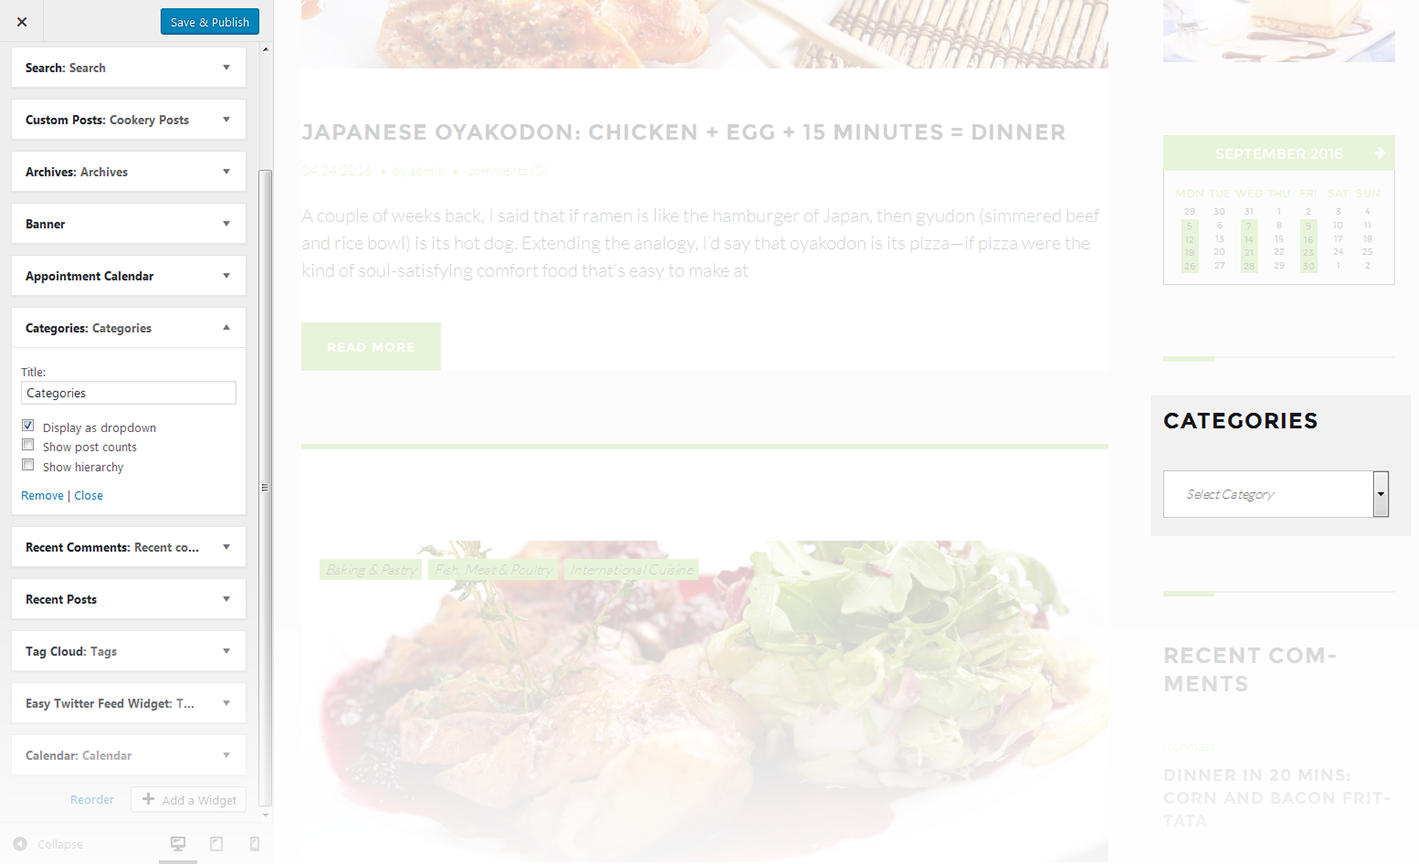 Save & Publish
Search: Search
Custom Posts: Cookery Posts
Archives: Archives
Banner
Appointment Calendar
Categories: Categories
Title:
Categories
Display as dropdown
Show post counts
Show hierarchy
Remove | Close
Recent Comments: Recent co...
Recent Posts
Tag Cloud: Tags
Easy Twitter Feed Widget: T...
Calendar: Calendar
Reorder
Add a Widget
Collapse
JAPANESE OYAKODON: CHICKEN + EGG + 15 MINUTES = DINNER
04.24.2016 • by admin • comments (0)
A couple of weeks back, I said that if ramen is like the hamburger of Japan, then gyudon (simmered beef
and rice bowl) is its hot dog. Extending the analogy, I'd say that oyakodon is its pizza—if pizza were the
kind of soul-satisfying comfort food that's easy to make at
READ MORE
Baking & Pastry Fish, Meat & Poultry International Cuisine
SEPTEMBER 2016
MON TUE WED THU FRI SAT SUN
29 30 31 1 2 3 4
5 6 7 8 9 10 11
12 13 14 15 16 17 18
19 20 21 22 23 24 25
26 27 28 29 30 1 2
CATEGORIES
Select Category
RECENT COM-
MENTS
DINNER IN 20 MINS:
CORN AND BACON FRIT-
TATA